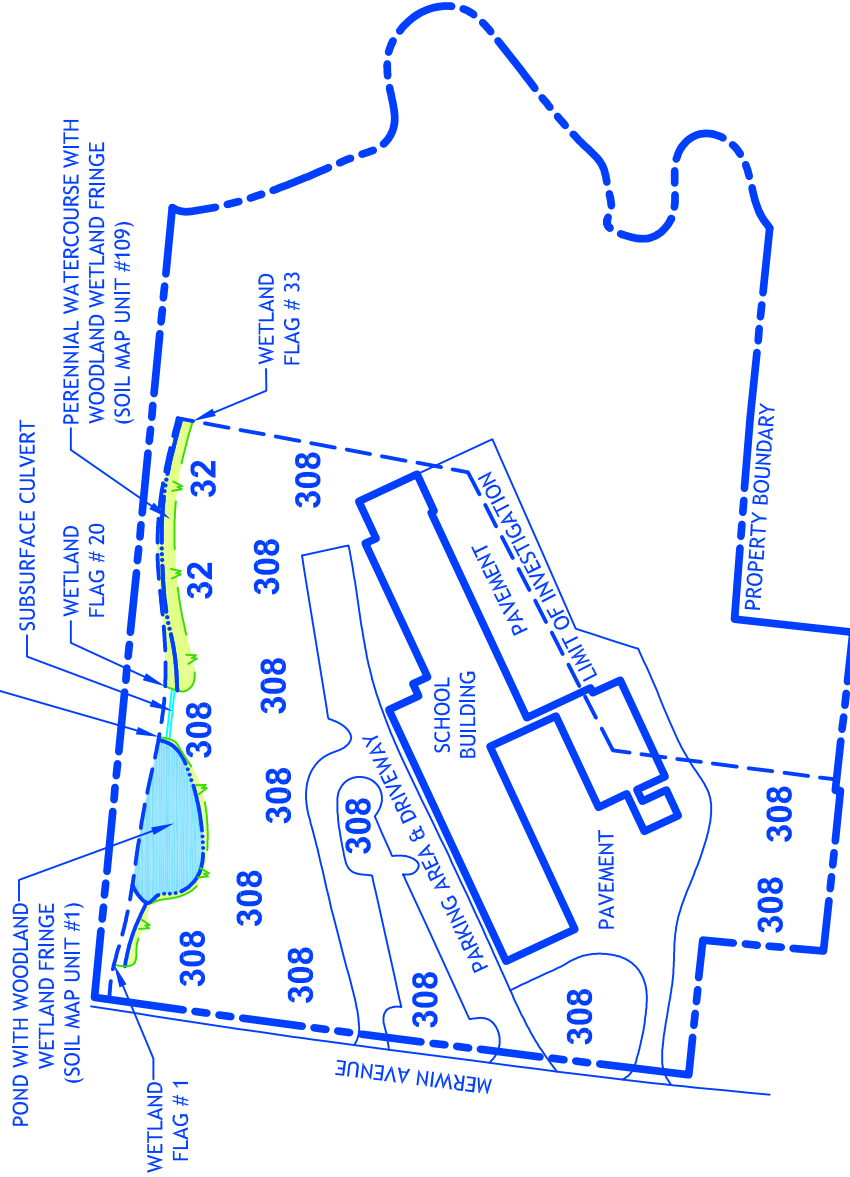 POND WITH WOODLAND
WETLAND FRINGE
(SOIL MAP UNIT #1)
WETLAND
FLAG # 1
SUBSURFACE CULVERT
WETLAND
FLAG # 20
PERENNIAL WATERCOURSE WITH
WOODLAND WETLAND FRINGE
(SOIL MAP UNIT #109)
WETLAND
FLAG # 33
32
32
308
308
308
308
308
308
308
308
308
308
308
308
308
SCHOOL
BUILDING
PAVEMENT
LIMIT OF INVESTIGATION
PARKING AREA & DRIVEWAY
PAVEMENT
MERWIN AVENUE
PROPERTY BOUNDARY